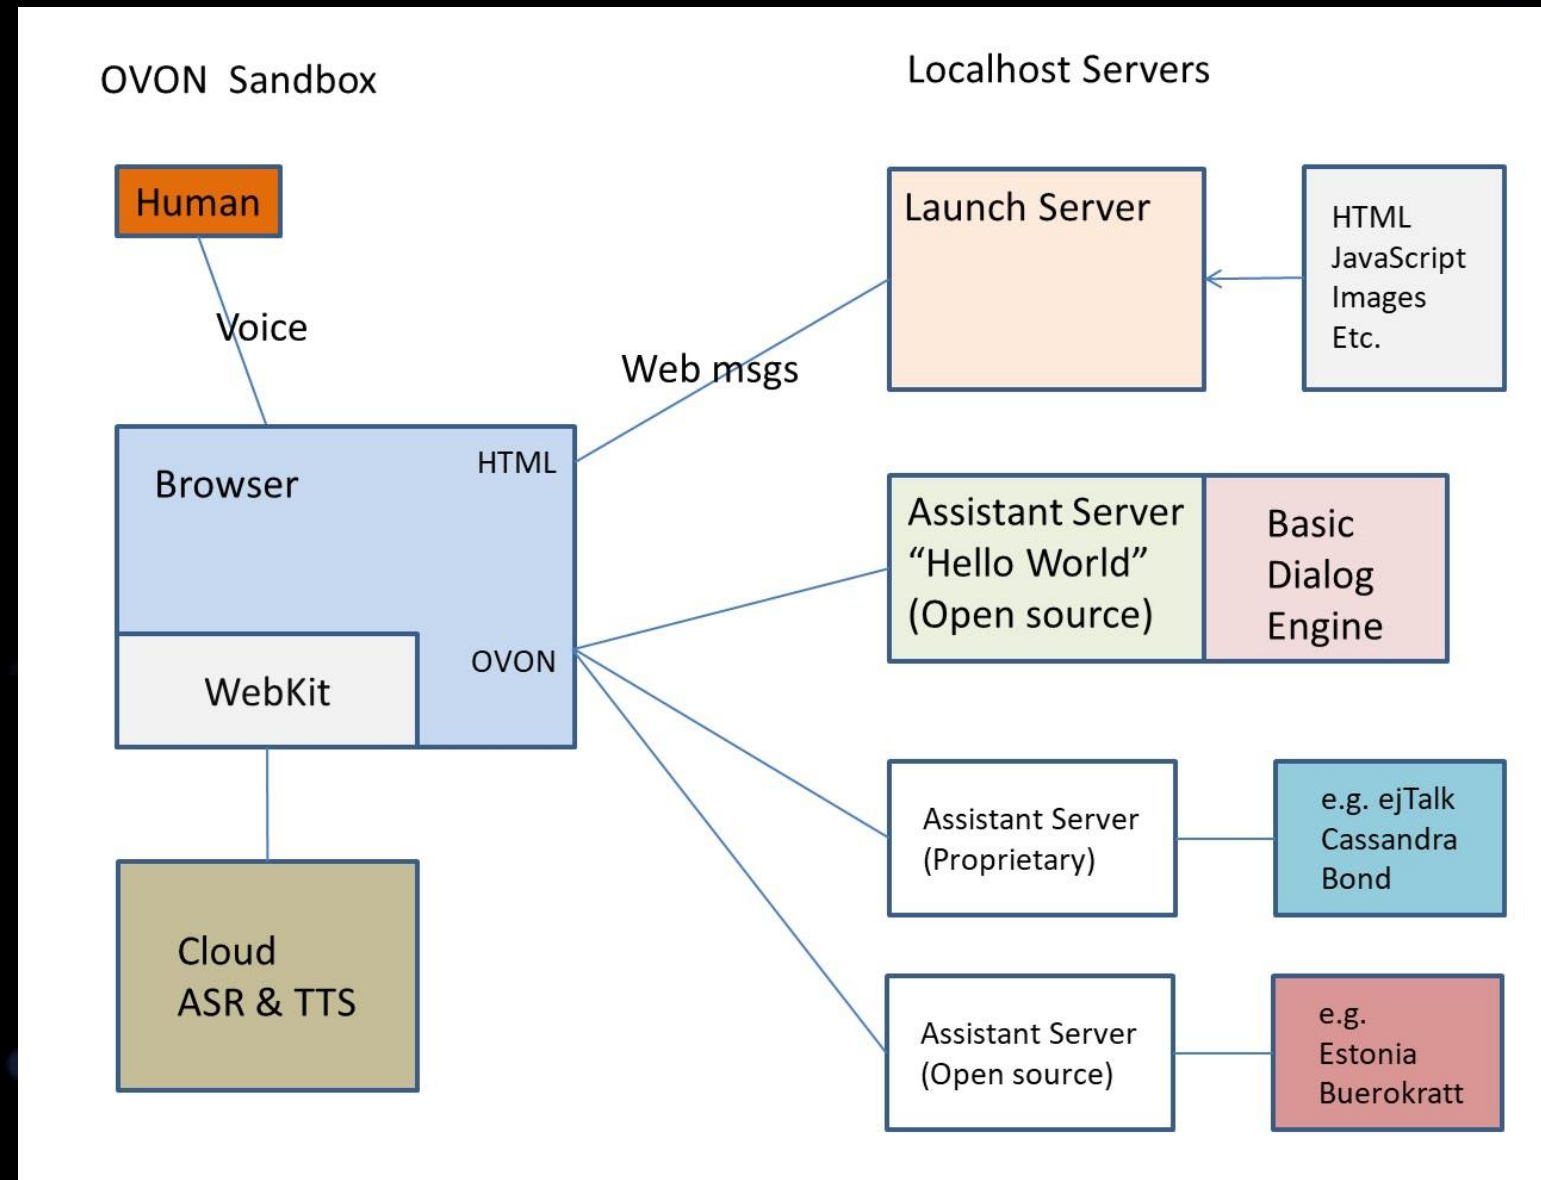 OVON Sandbox
Localhost Servers
Human
Voice
Web msgs
Launch Server
HTML
JavaScript
Images
Etc.
Browser
HTML
OVON
WebKit
Cloud
ASR & TTS
Assistant Server
“Hello World”
(Open source)
Basic
Dialog
Engine
Assistant Server
(Proprietary)
e.g. ejTalk
Cassandra
Bond
Assistant Server
(Open source)
e.g.
Estonia
Buerokratt